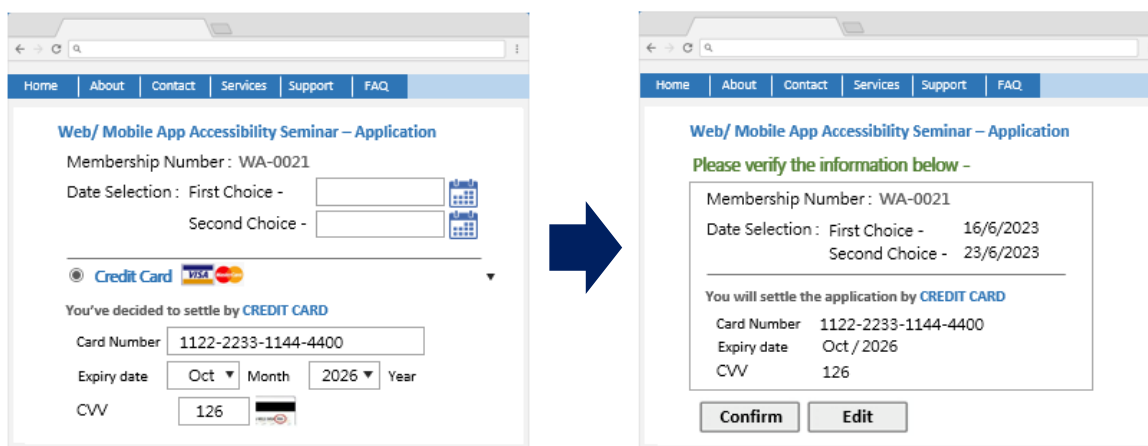 Home About Contact Services Support FAQ
Web/ Mobile App Accessibility Seminar – Application
Membership Number : WA-0021
Date Selection : First Choice -
Second Choice -
Credit Card VISA
You've decided to settle by CREDIT CARD
Card Number 1122-2233-1144-4400
Expiry date Oct Month 2026 Year
CVV 126
Home About Contact Services Support FAQ
Web/ Mobile App Accessibility Seminar – Application
Please verify the information below –
Membership Number : WA-0021
Date Selection : First Choice - 16/6/2023
Second Choice - 23/6/2023
You will settle the application by CREDIT CARD
Card Number 1122-2233-1144-4400
Expiry date Oct / 2026
CVV 126
Confirm Edit